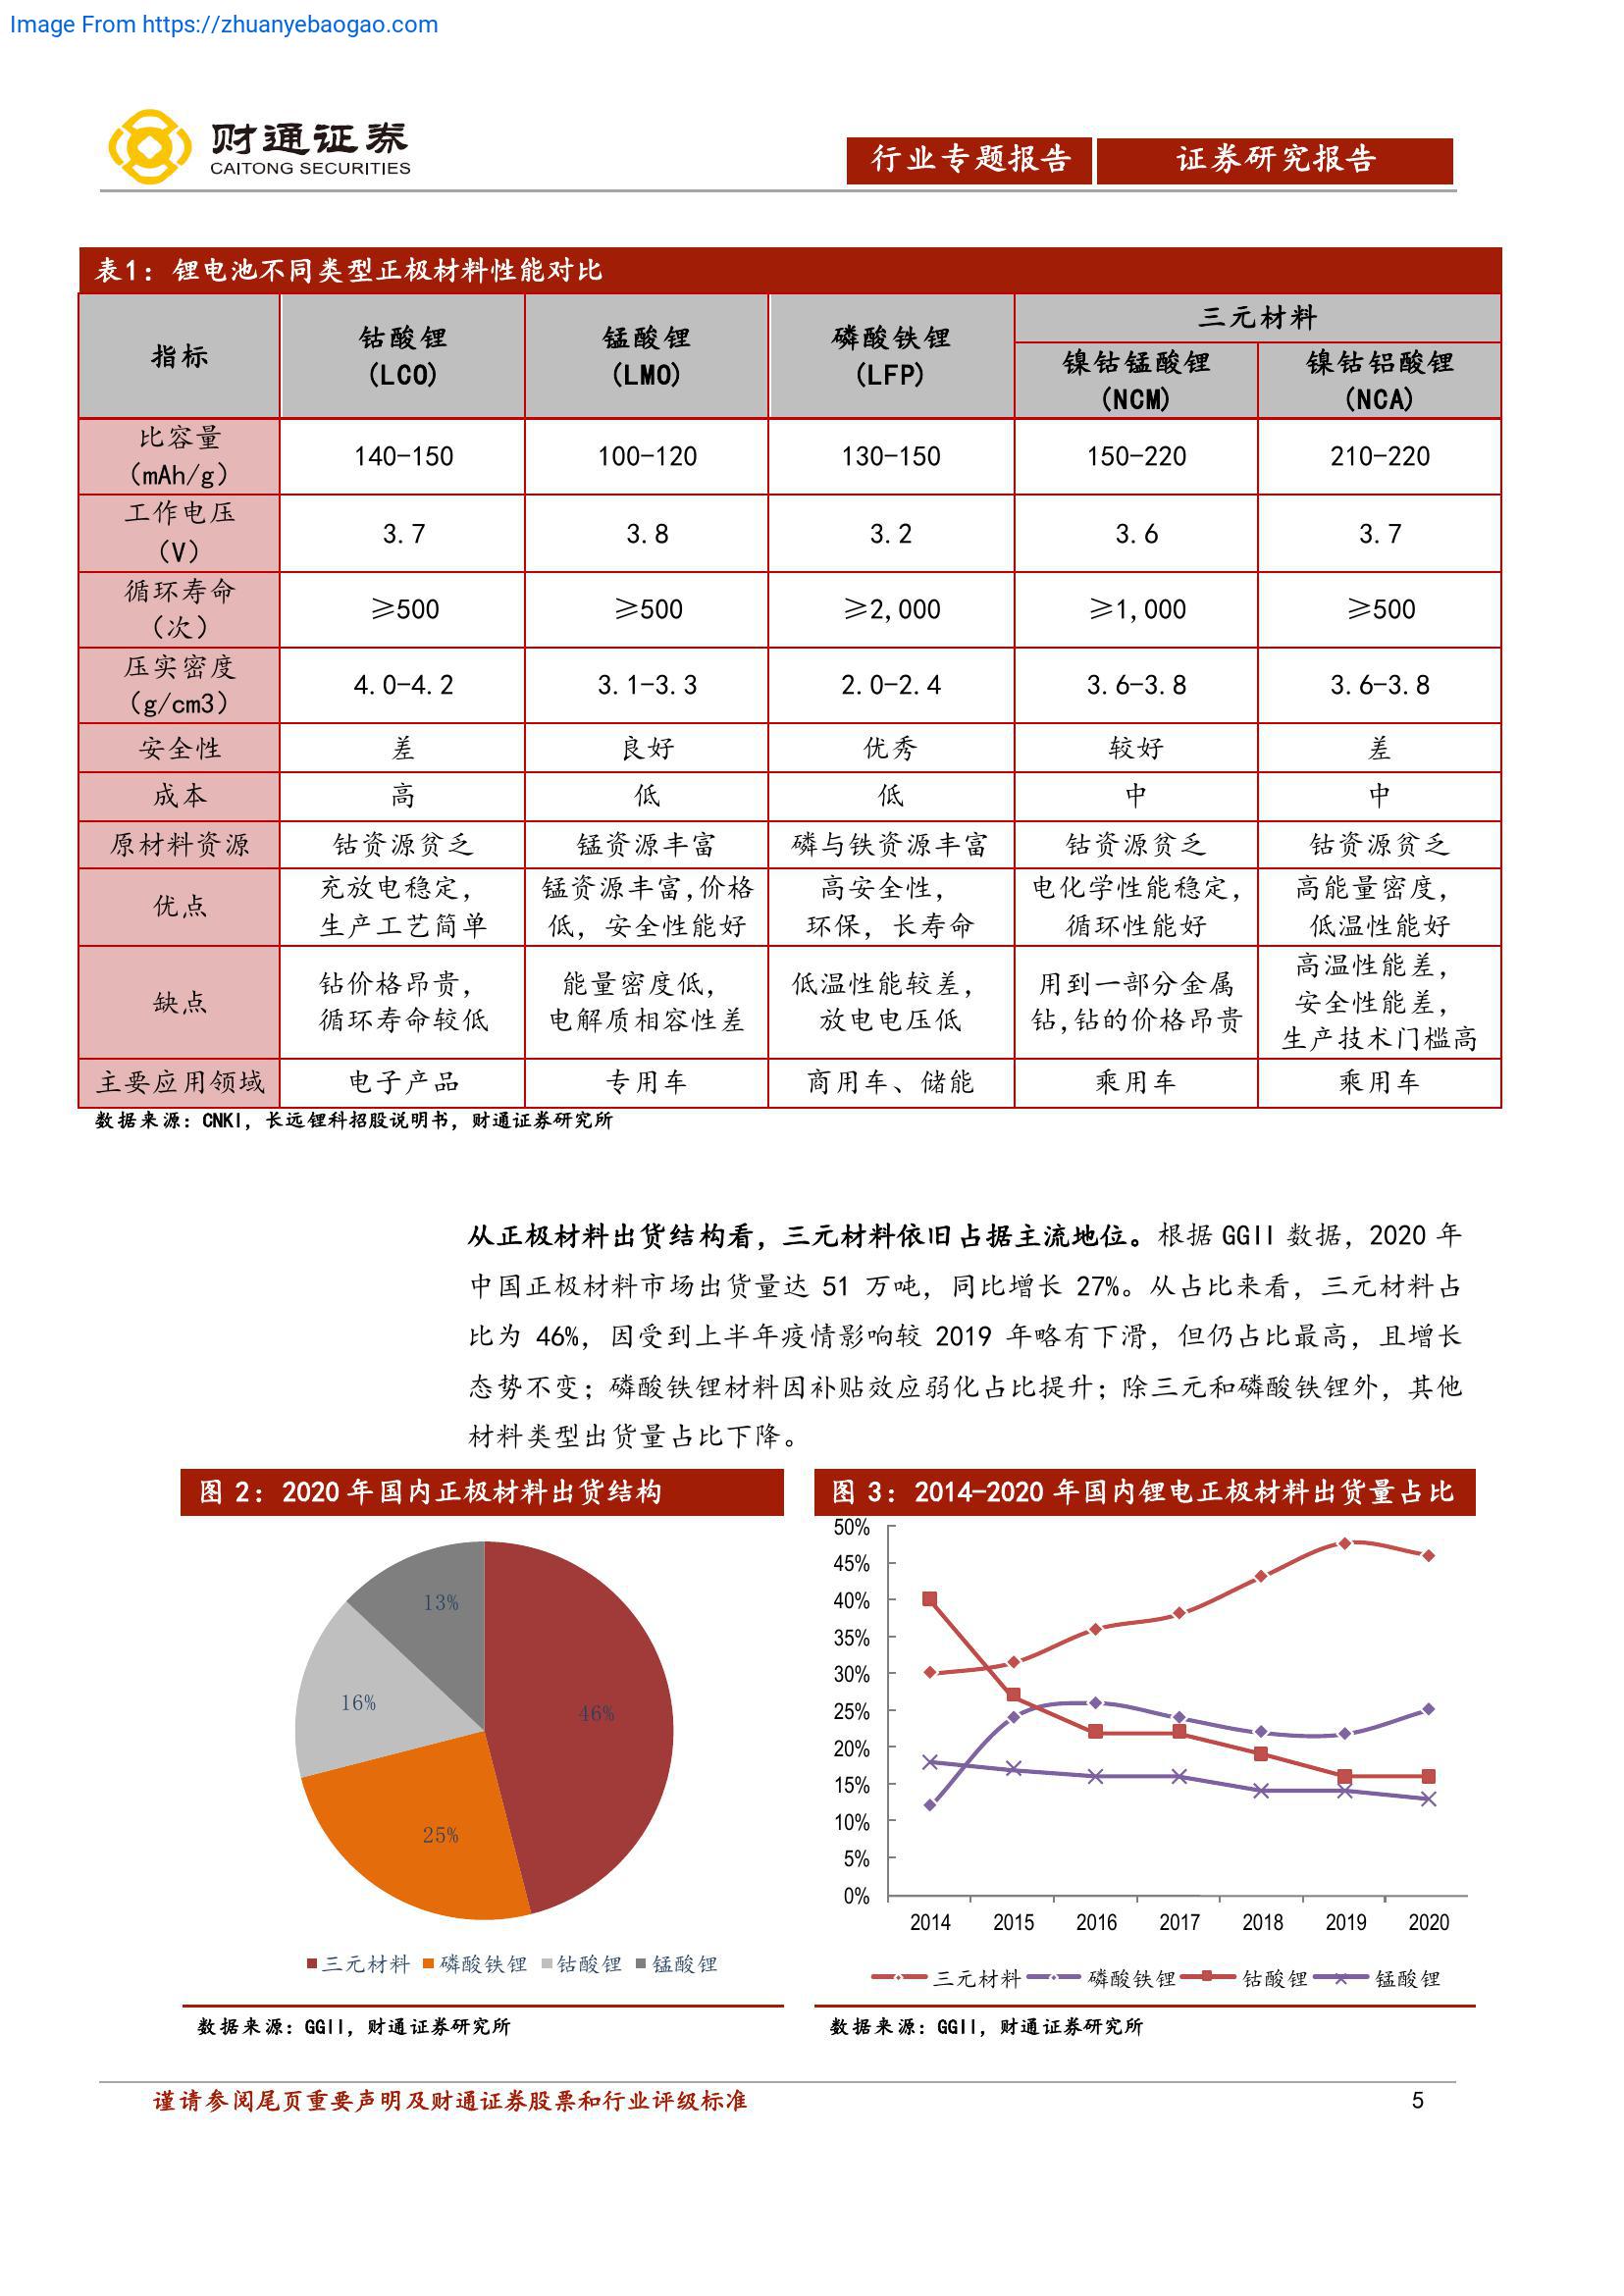 Image From https://zhuanyebaogao.com
财通证券
CAITONG SECURITIES
行业专题报告
证券研究报告
表1：锂电池不同类型正极材料性能对比
指标
钴酸锂
(LCO)
锰酸锂
(LMO)
磷酸铁锂
(LFP)
三元材料
镍钴锰酸锂
(NCM)
镍钴铝酸锂
(NCA)
比容量
（mAh/g）
140-150
100-120
130-150
150-220
210-220
工作电压
（V）
3.7
3.8
3.2
3.6
3.7
循环寿命
（次）
≥500
≥500
≥2,000
≥1,000
≥500
压实密度
（g/cm3）
4.0-4.2
3.1-3.3
2.0-2.4
3.6-3.8
3.6-3.8
安全性
差
良好
优秀
较好
差
成本
高
低
低
中
中
原材料资源
钴资源贫乏
锰资源丰富
磷与铁资源丰富
钴资源贫乏
钴资源贫乏
优点
充放电稳定，
生产工艺简单
锰资源丰富,价格
低，安全性能好
高安全性，
环保，长寿命
电化学性能稳定，
循环性能好
高能量密度，
低温性能好
缺点
钴价格昂贵，
循环寿命较低
能量密度低，
电解质相容性差
低温性能较差，
放电电压低
用到一部分金属
钴,钴的价格昂贵
高温性能差，
安全性能差，
生产技术门槛高
主要应用领域
电子产品
专用车
商用车、储能
乘用车
乘用车
数据来源：CNKI，长远锂科招股说明书，财通证券研究所
从正极材料出货结构看，三元材料依旧占据主流地位。根据 GGII 数据，2020 年
中国正极材料市场出货量达 51 万吨，同比增长 27%。从占比来看，三元材料占
比为 46%，因受到上半年疫情影响较 2019 年略有下滑，但仍占比最高，且增长
态势不变；磷酸铁锂材料因补贴效应弱化占比提升；除三元和磷酸铁锂外，其他
材料类型出货量占比下降。
图 2：2020 年国内正极材料出货结构
13%
16%
46%
25%
三元材料 磷酸铁锂 钴酸锂 锰酸锂
数据来源：GGII，财通证券研究所
图 3：2014-2020 年国内锂电正极材料出货量占比
50%
45%
40%
35%
30%
25%
20%
15%
10%
5%
0%
2014 2015 2016 2017 2018 2019 2020
三元材料 磷酸铁锂 钴酸锂 锰酸锂
数据来源：GGII，财通证券研究所
谨请参阅尾页重要声明及财通证券股票和行业评级标准
5